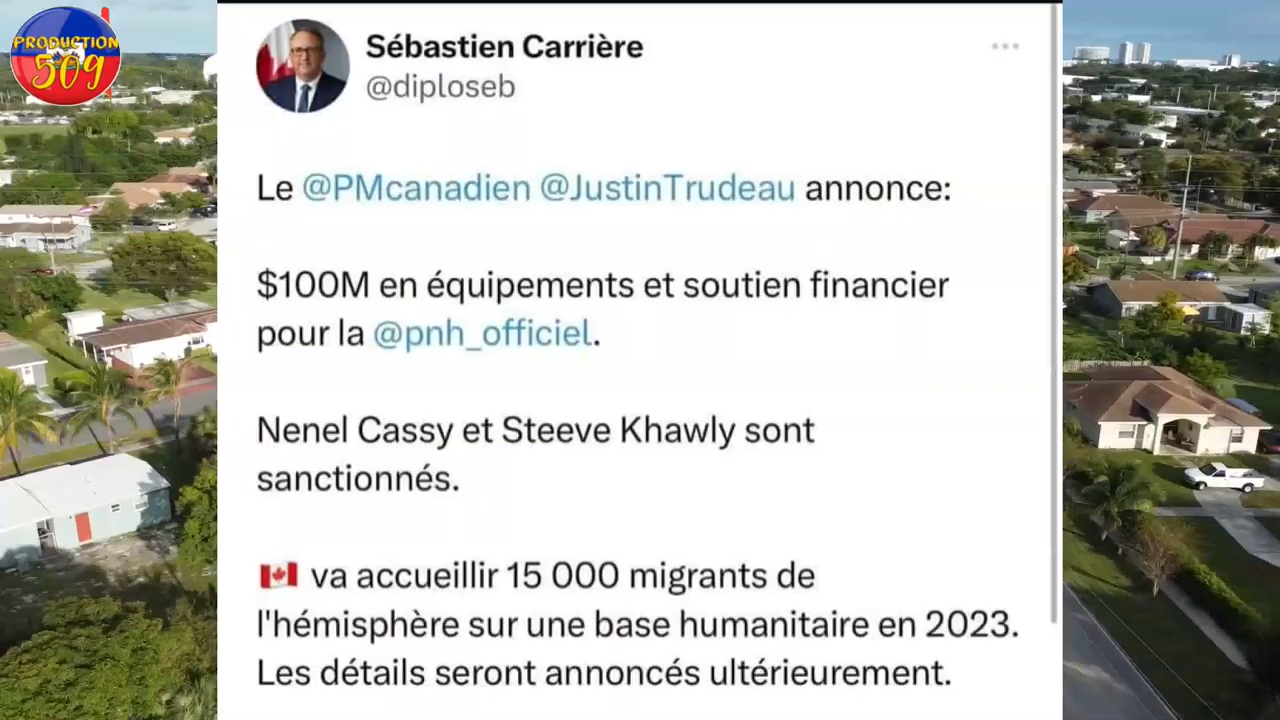 PRODUCTION
509
Sébastien Carrière
@diploseb
Le @PMcanadien @JustinTrudeau annonce:
$100M en équipements et soutien financier
pour la @pnh_officiel.
Nenel Cassy et Steeve Khawly sont
sanctionnés.
🇨🇦 va accueillir 15 000 migrants de
l'hémisphère sur une base humanitaire en 2023.
Les détails seront annoncés ultérieurement.